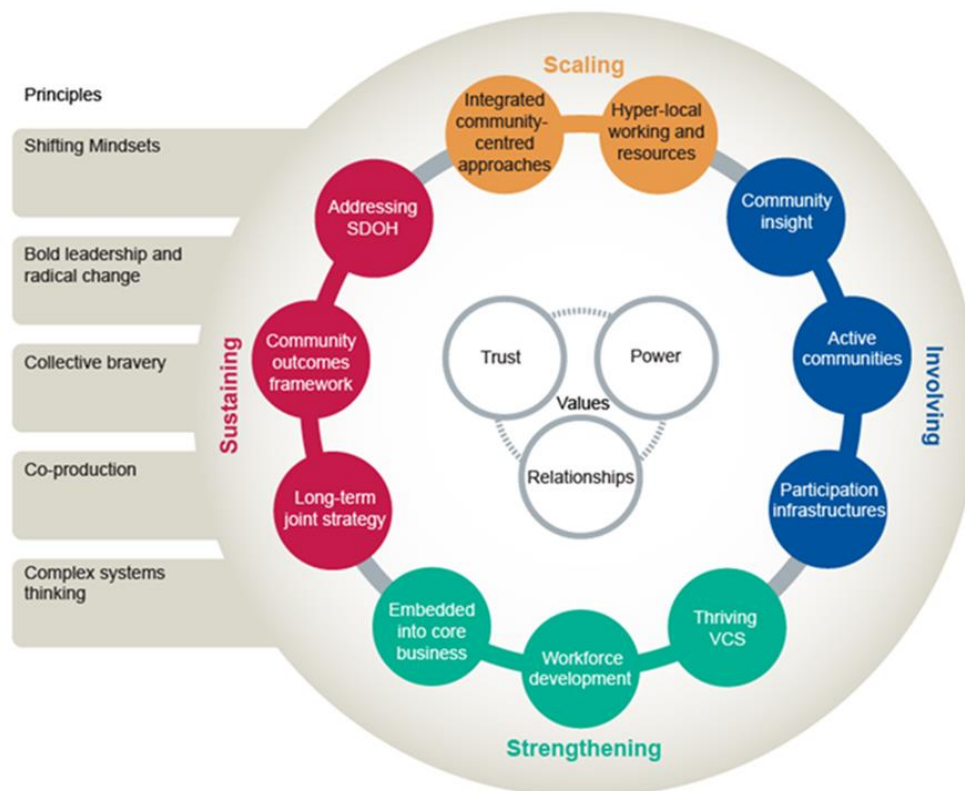 Principles
Shifting Mindsets
Bold leadership and
radical change
Collective bravery
Co-production
Complex systems
thinking
Scaling
Integrated
community-
centred
approaches
Hyper-local
working and
resources
Involving
Community
insight
Active
communities
Participation
infrastructures
Strengthening
Thriving
VCS
Workforce
development
Embedded
into core
business
Sustaining
Long-term
joint strategy
Community
outcomes
framework
Addressing
SDOH
Trust
Power
Values
Relationships